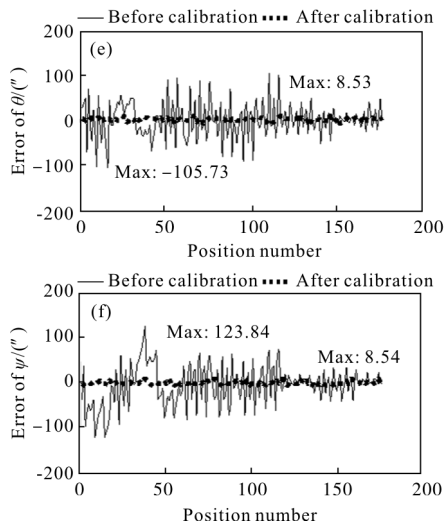 Before calibration After calibration
(e)
200
100
0
−100
-200
Error of θ/(″)
Max: 8.53
Max: −105.73
0 50 100 150 200
Position number
Before calibration After calibration
(f)
200
100
0
−100
200
Error of ψ/(″)
Max: 123.84
8.54
Max: 8.54
0 50 100 150 200
Position number